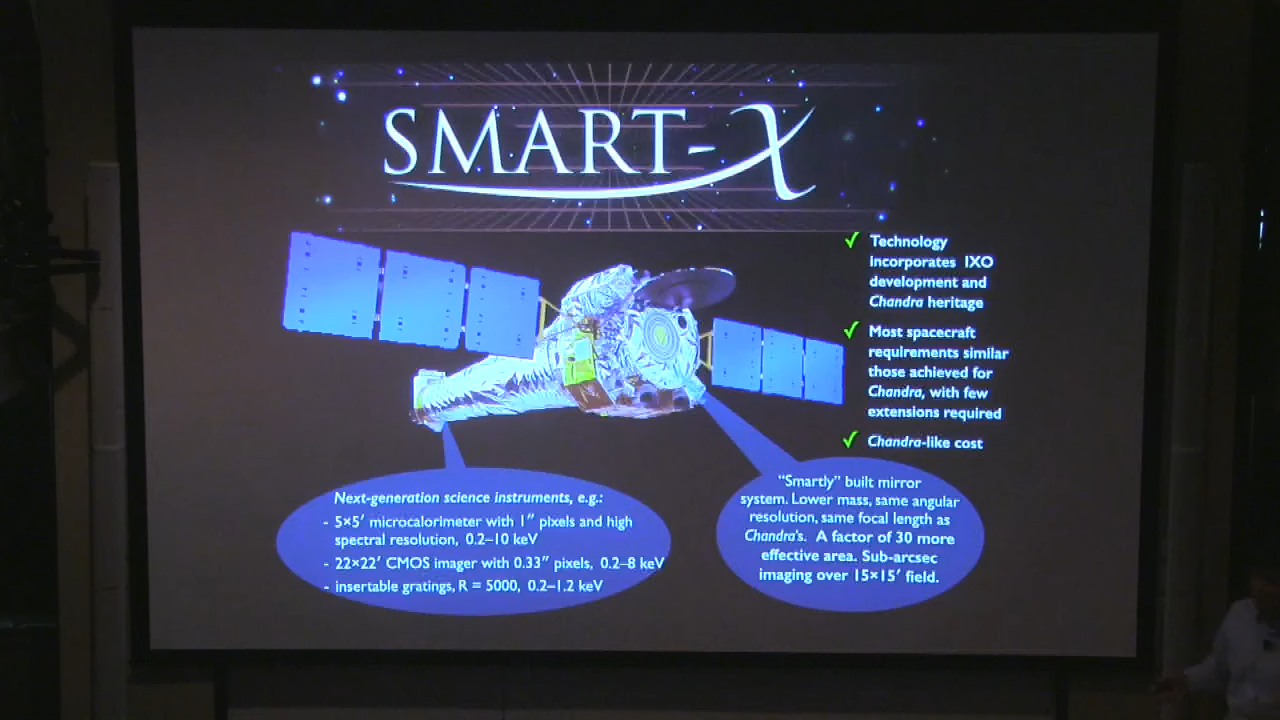 SMART-X
✓ Technology
incorporates IXO
development and
Chandra heritage
✓ Most spacecraft
requirements similar
those achieved for
Chandra, with few
extensions required
✓ Chandra-like cost
Next-generation science instruments, e.g.:
- 5×5′ microcalorimeter with 1″ pixels and high
spectral resolution, 0.2–10 keV
- 22×22′ CMOS imager with 0.33″ pixels, 0.2–8 keV
- insertable gratings, R = 5000, 0.2–1.2 keV
“Smartly” built mirror
system. Lower mass, same angular
resolution, same focal length as
Chandra's. A factor of 30 more
effective area. Sub-arcsec
imaging over 15×15′ field.